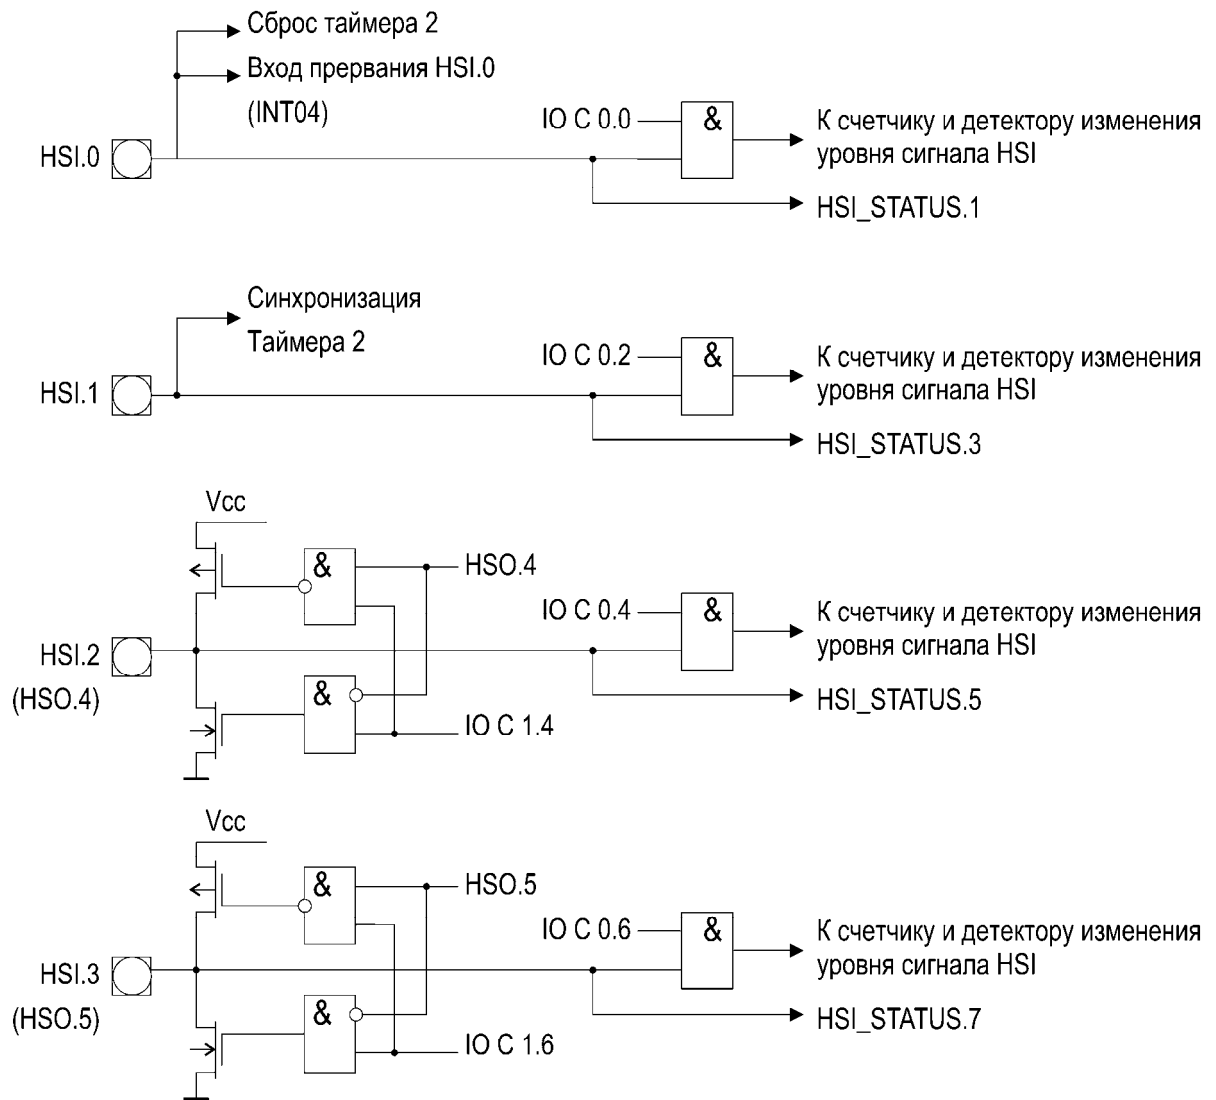 Сброс таймера 2
Вход прервания HSI.0
(INT04)
HSI.0
IO C 0.0
&
К счетчику и детектору изменения
уровня сигнала HSI
HSI_STATUS.1
Синхронизация
Таймера 2
HSI.1
IO C 0.2
&
К счетчику и детектору изменения
уровня сигнала HSI
HSI_STATUS.3
Vcc
&
HSO.4
HSI.2
(HSO.4)
&
IO C 1.4
IO C 0.4
&
К счетчику и детектору изменения
уровня сигнала HSI
HSI_STATUS.5
Vcc
&
HSO.5
HSI.3
(HSO.5)
&
IO C 1.6
IO C 0.6
&
К счетчику и детектору изменения
уровня сигнала HSI
HSI_STATUS.7